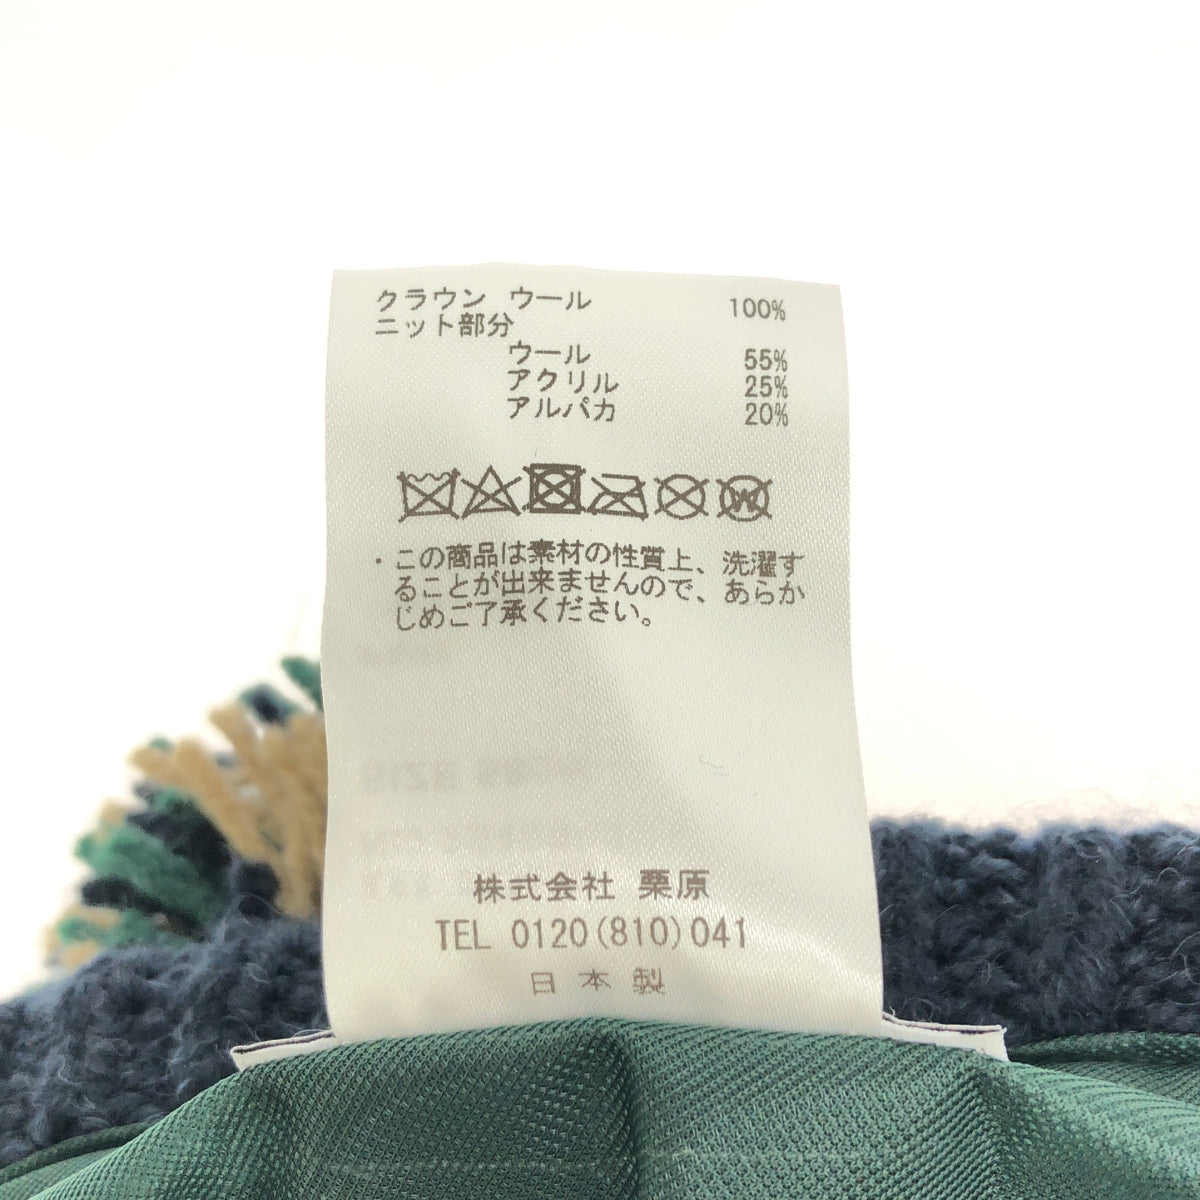 クラウン ウール 100%
ニット部分
ウール 55%
アクリル 25%
アルパカ 20%
W
・この商品は素材の性質上、洗濯す
ることが出来ませんので、あらか
じめご了承ください。
株式会社 栗原
TEL 0120(810)041
日本製